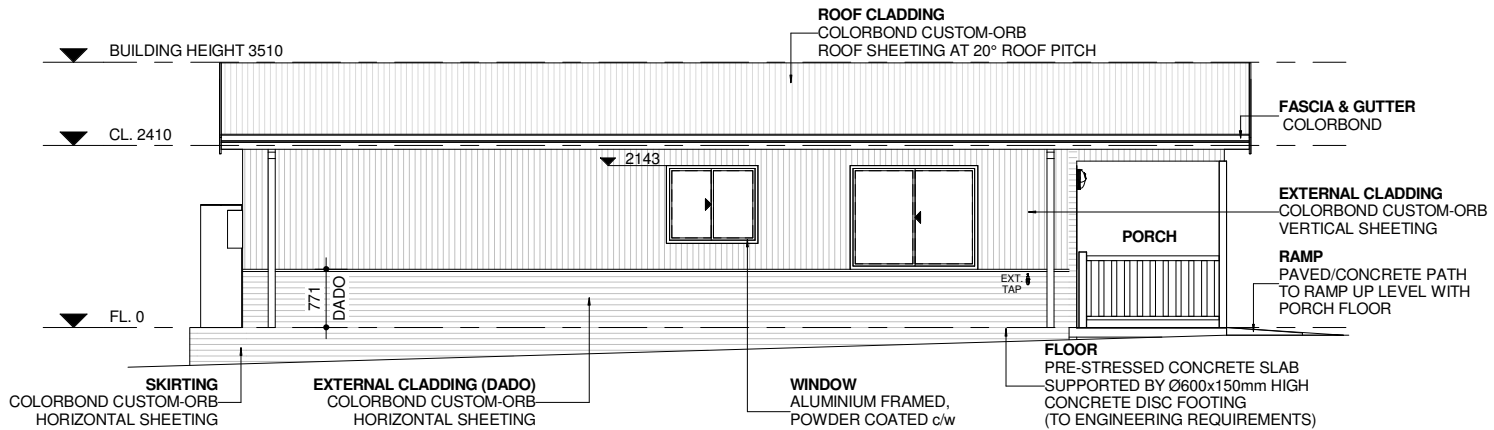 ROOF CLADDING
COLORBOND CUSTOM-ORB
ROOF SHEETING AT 20° ROOF PITCH
BUILDING HEIGHT 3510
FASCIA & GUTTER
COLORBOND
CL. 2410
2143
EXTERNAL CLADDING
COLORBOND CUSTOM-ORB
VERTICAL SHEETING
PORCH
RAMP
PAVED/CONCRETE PATH
TO RAMP UP LEVEL WITH
PORCH FLOOR
EXT.
TAP
771
DADO
FL. 0
SKIRTING
COLORBOND CUSTOM-ORB
HORIZONTAL SHEETING
EXTERNAL CLADDING (DADO)
COLORBOND CUSTOM-ORB
HORIZONTAL SHEETING
WINDOW
ALUMINIUM FRAMED,
POWDER COATED c/w
FLOOR
PRE-STRESSED CONCRETE SLAB
SUPPORTED BY Ø600x150mm HIGH
CONCRETE DISC FOOTING
(TO ENGINEERING REQUIREMENTS)